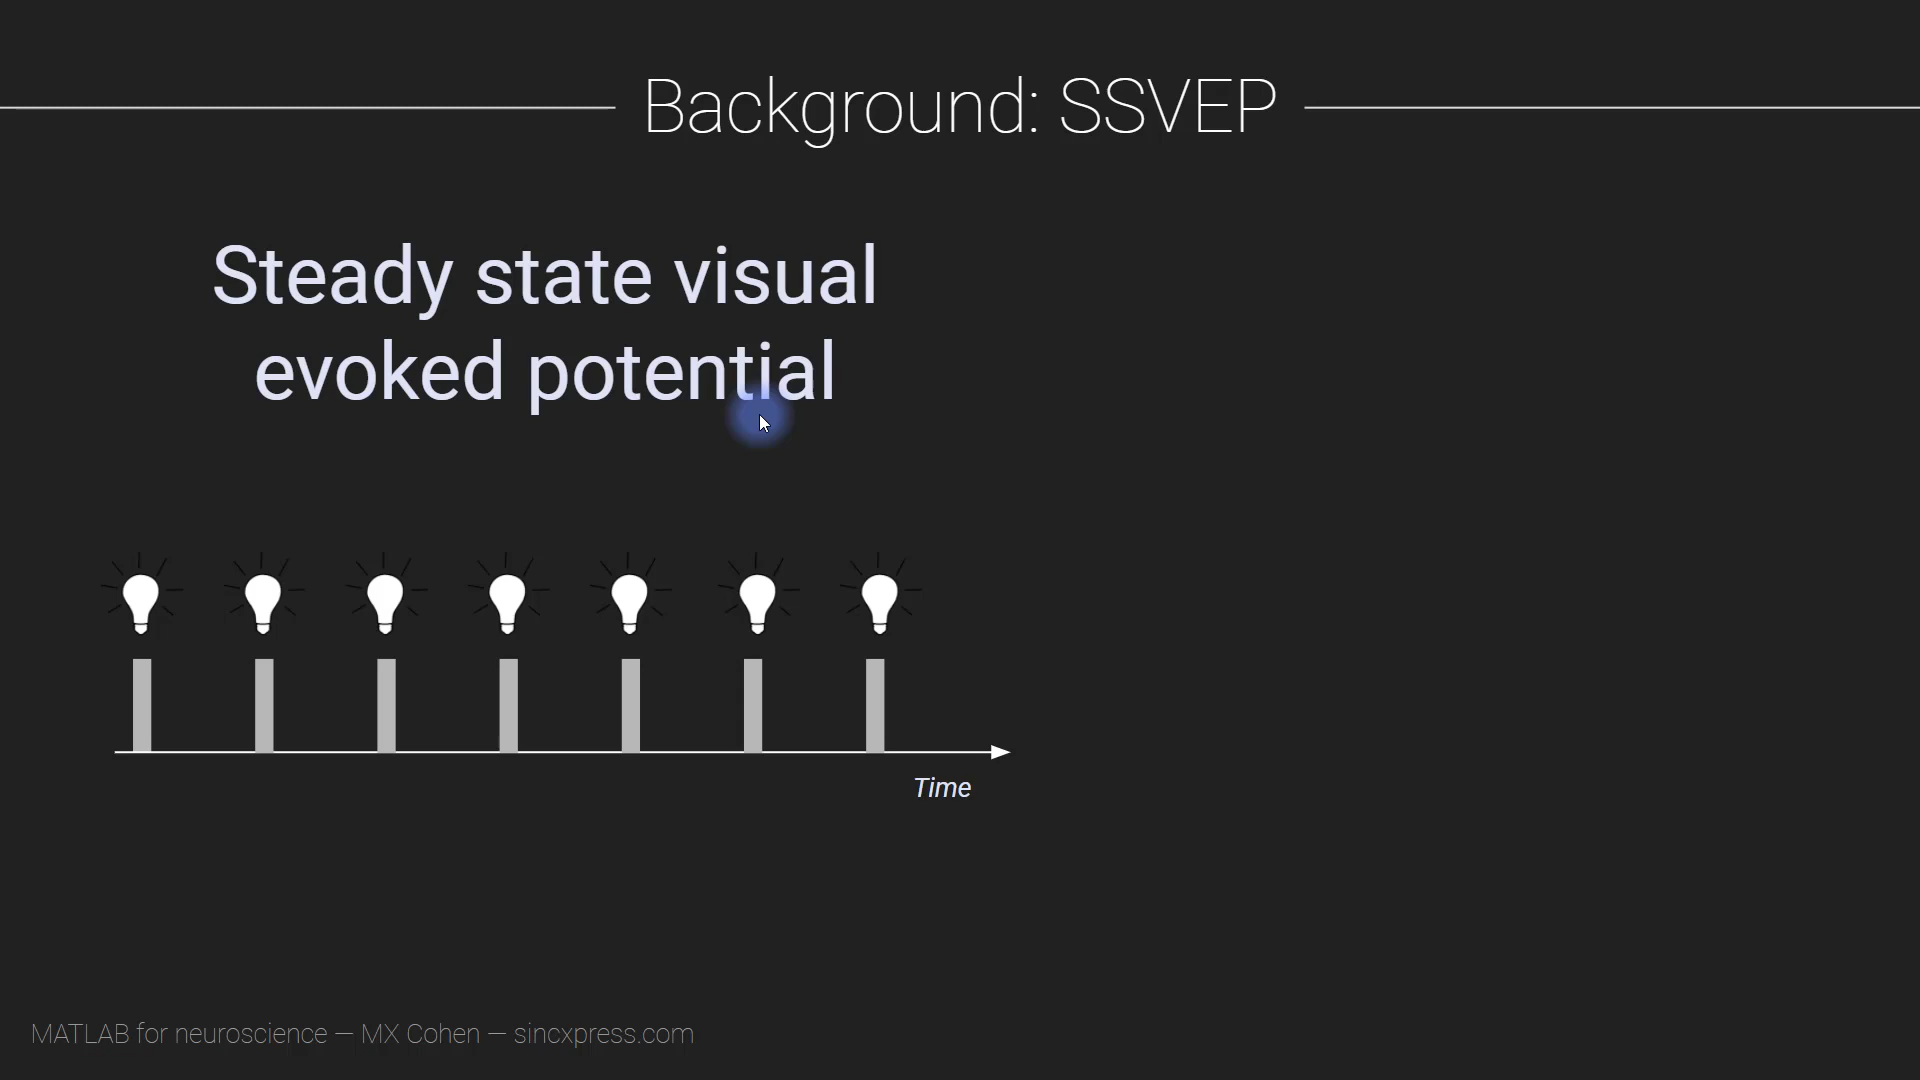 Background: SSVEP
Steady state visual
evoked potential
Time
MATLAB for neuroscience — MX Cohen — sincxpress.com